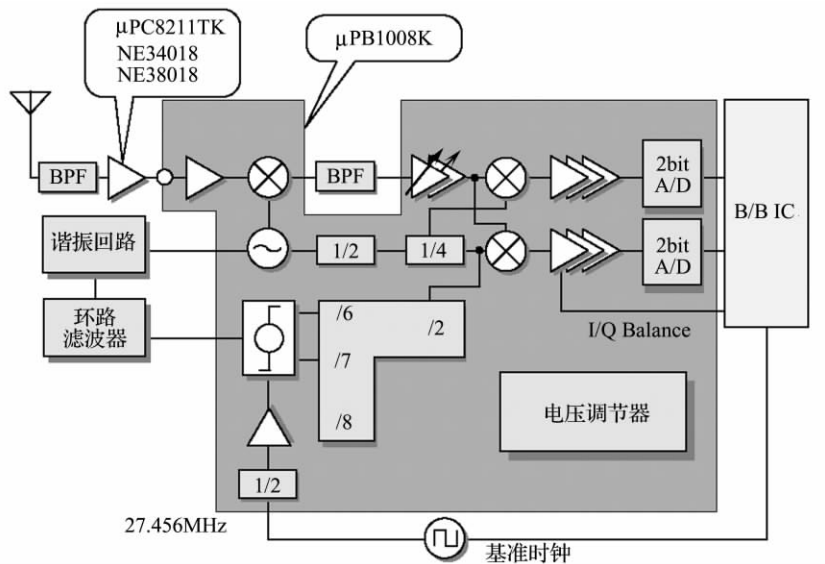 μPC8211TK
NE34018
NE38018
μPB1008K
BPF
BPF
2bit
A/D
B/B IC
谐振回路
1/2
1/4
2bit
A/D
环路
滤波器
/6
/2
I/Q Balance
/7
/8
电压调节器
1/2
27.456MHz
基准时钟